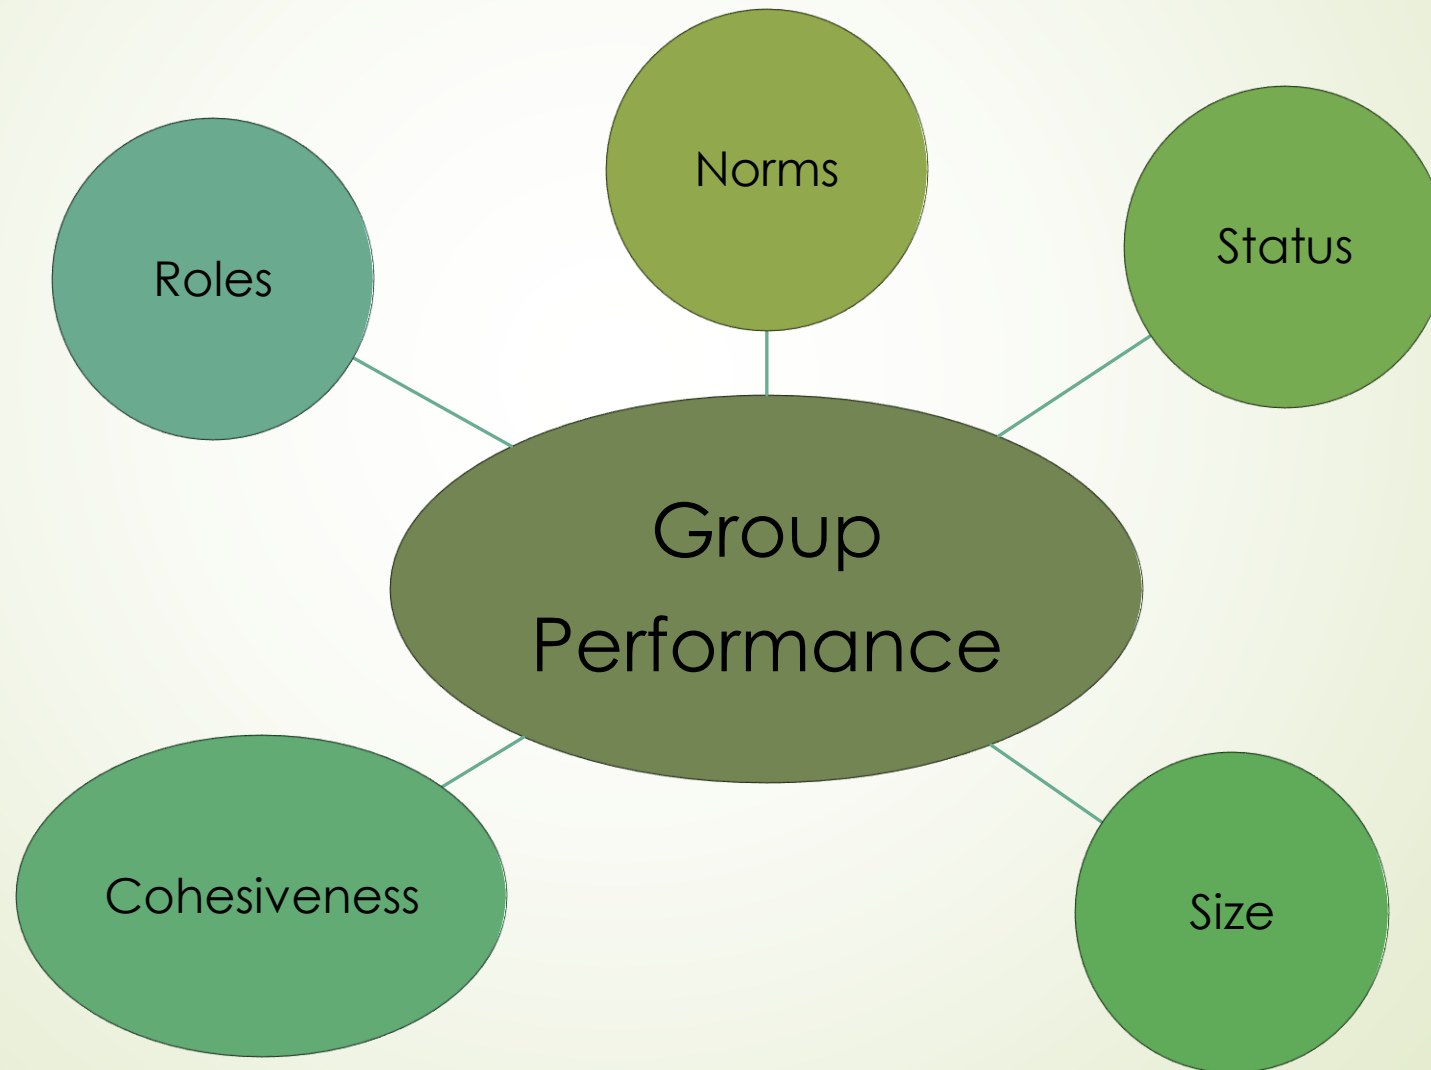 Norms
Status
Roles
Group
Performance
Cohesiveness
Size